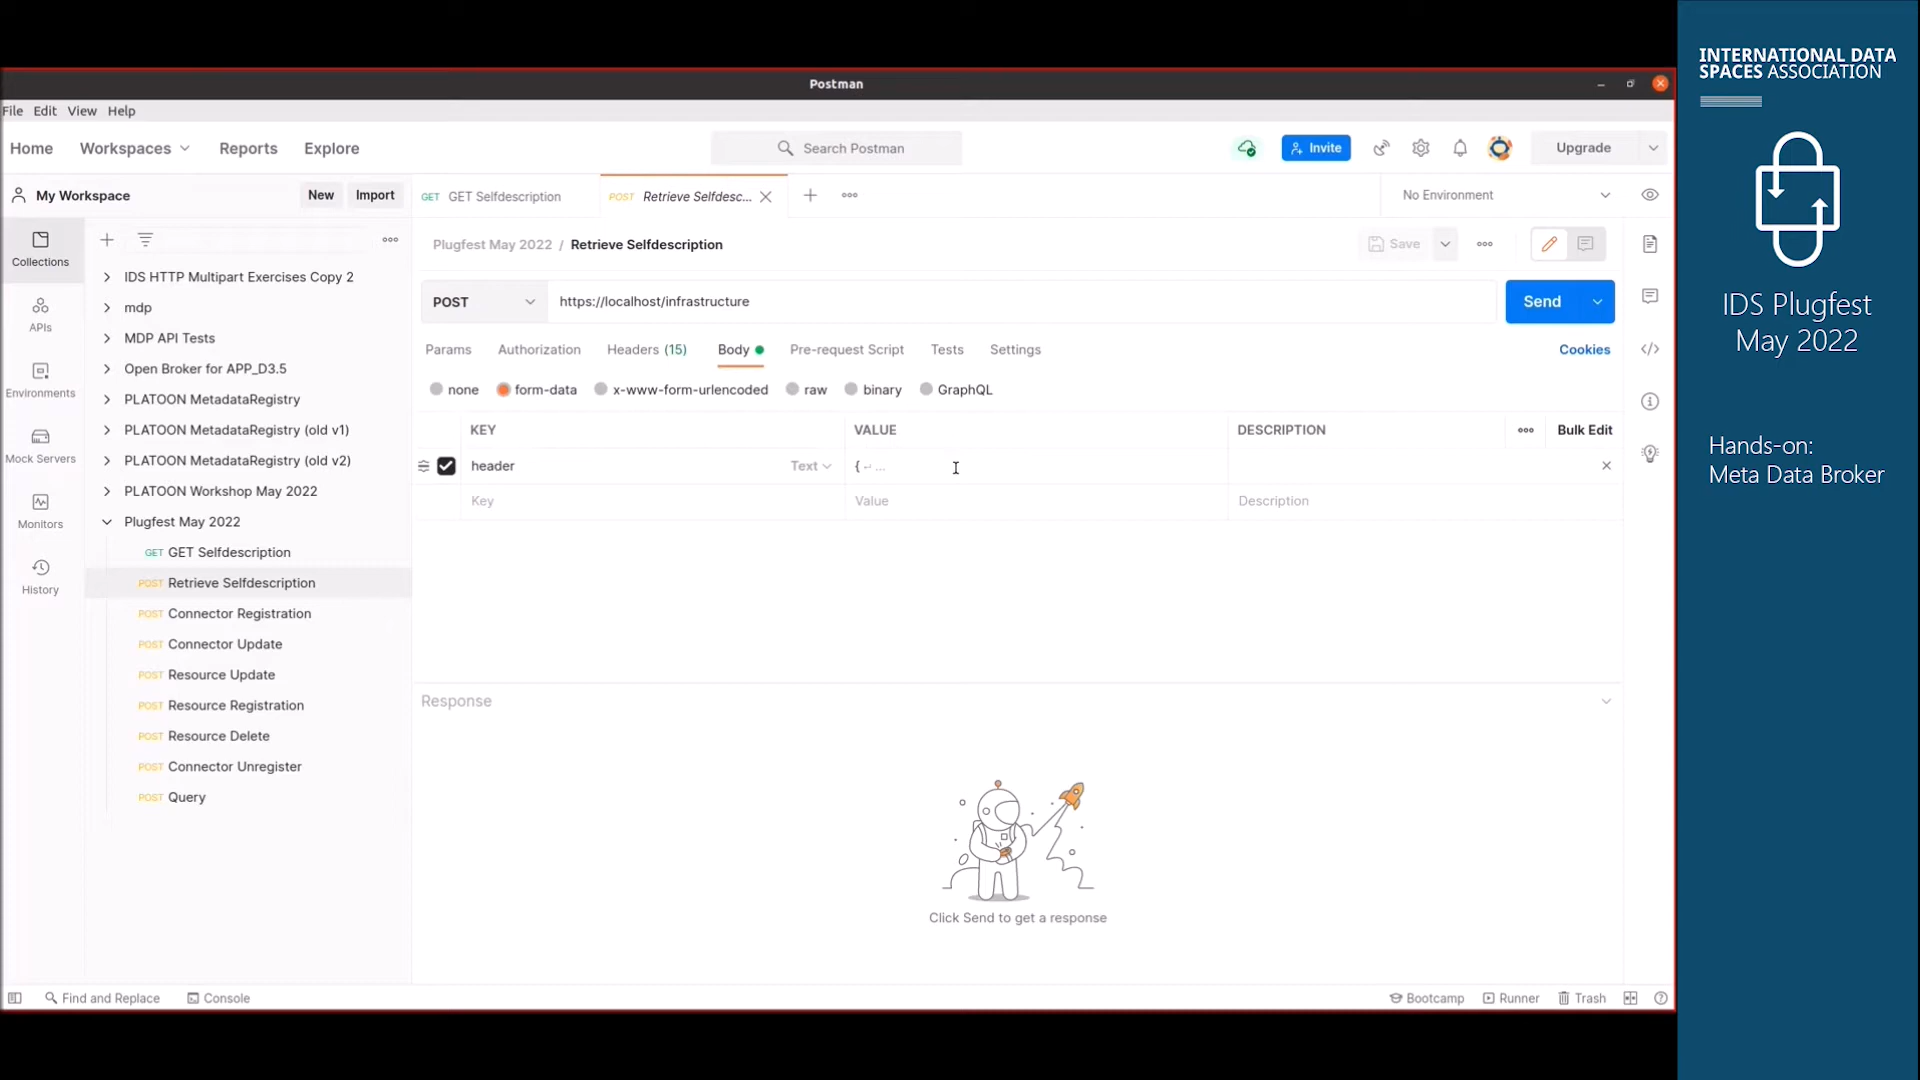 Postman
File Edit View Help
Home Workspaces Reports Explore
Search Postman
Invite
Upgrade
My Workspace
New Import
GET GET Selfdescription
POST Retrieve Selfdesc...
No Environment
Collections
APIs
Environments
Mock Servers
Monitors
History
IDS HTTP Multipart Exercises Copy 2
mdp
MDP API Tests
Open Broker for APP_D3.5
PLATOON MetadataRegistry
PLATOON MetadataRegistry (old v1)
PLATOON MetadataRegistry (old v2)
PLATOON Workshop May 2022
Plugfest May 2022
GET GET Selfdescription
POST Retrieve Selfdescription
POST Connector Registration
POST Connector Update
POST Resource Update
POST Resource Registration
POST Resource Delete
POST Connector Unregister
POST Query
Plugfest May 2022 / Retrieve Selfdescription
Save
POST https://localhost/infrastructure
Send
Params Authorization Headers (15) Body Pre-request Script Tests Settings
Cookies
none form-data x-www-form-urlencoded raw binary GraphQL
KEY VALUE DESCRIPTION
Bulk Edit
header Text { ↵ ...
Key Value Description
Response
Click Send to get a response
Find and Replace Console
Bootcamp Runner Trash
INTERNATIONAL DATA
SPACES ASSOCIATION
IDS Plugfest
May 2022
Hands-on:
Meta Data Broker